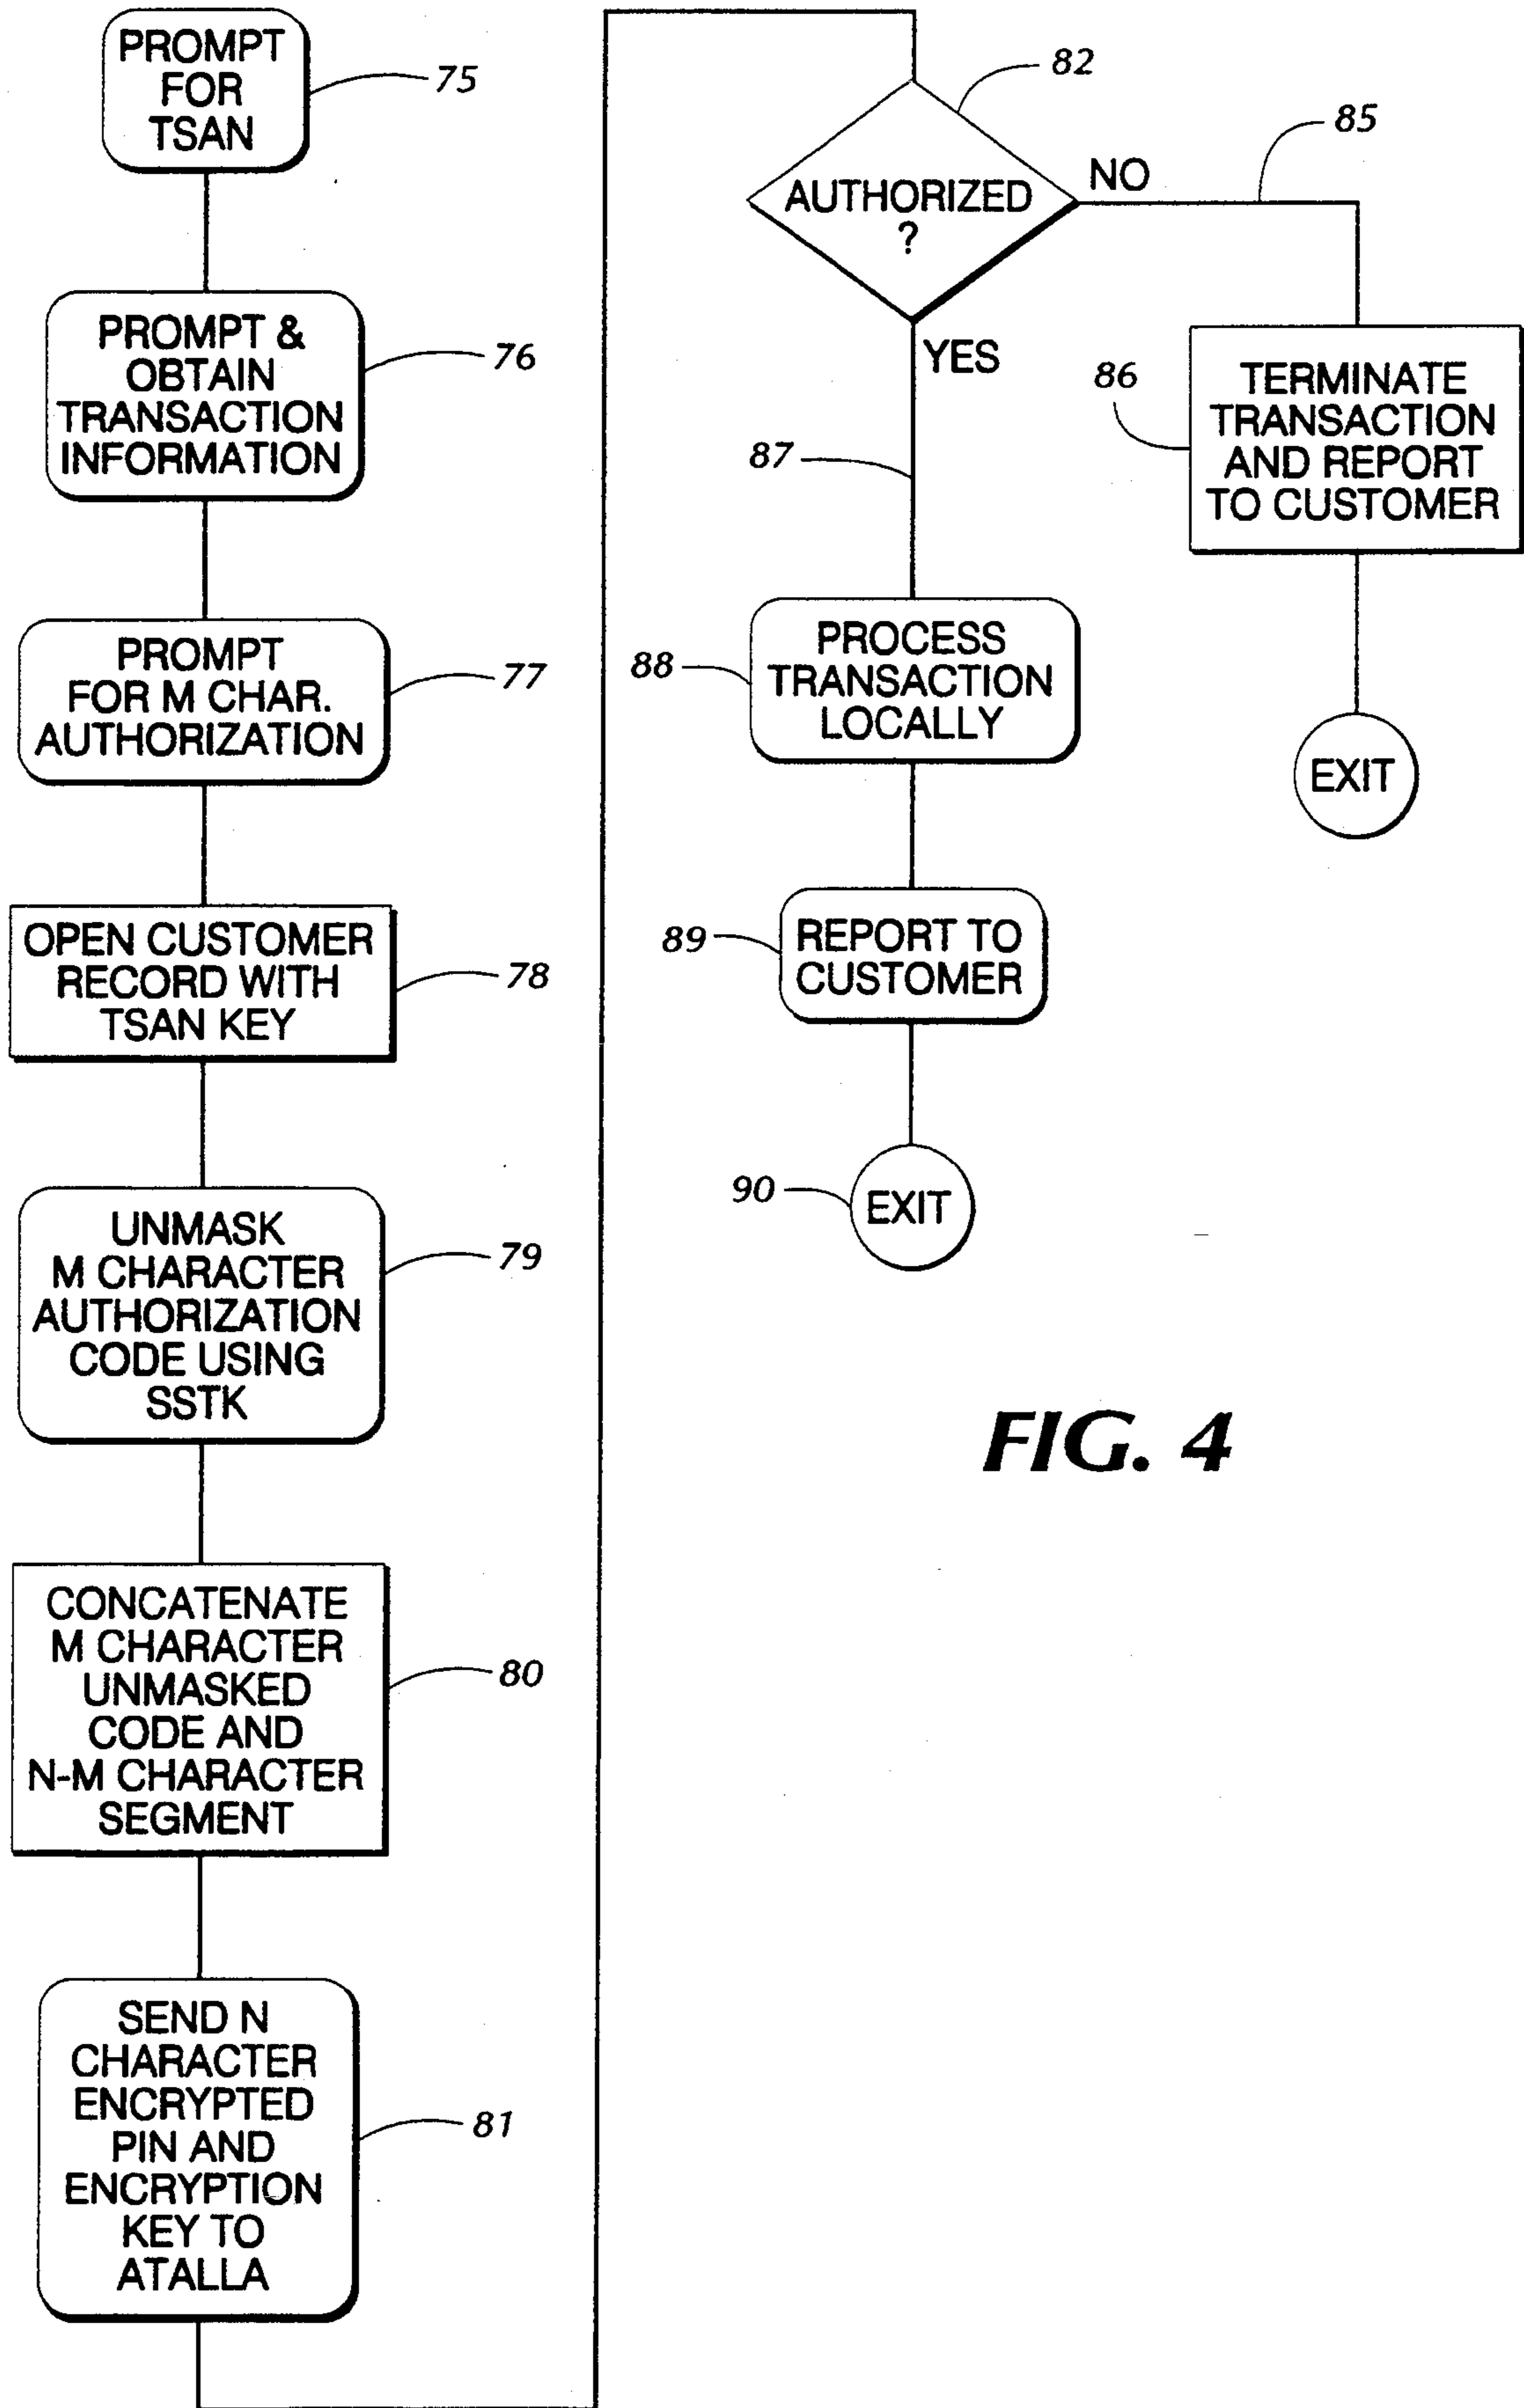 PROMPT
FOR
TSAN
75
PROMPT &
OBTAIN
TRANSACTION
INFORMATION
76
PROMPT
FOR M CHAR.
AUTHORIZATION
77
OPEN CUSTOMER
RECORD WITH
TSAN KEY
78
UNMASK
M CHARACTER
AUTHORIZATION
CODE USING
SSTK
79
CONCATENATE
M CHARACTER
UNMASKED
CODE AND
N-M CHARACTER
SEGMENT
80
SEND N
CHARACTER
ENCRYPTED
PIN AND
ENCRYPTION
KEY TO
ATALLA
81
82
AUTHORIZED
?
NO
85
YES
86
TERMINATE
TRANSACTION
AND REPORT
TO CUSTOMER
EXIT
87
88
PROCESS
TRANSACTION
LOCALLY
89
REPORT TO
CUSTOMER
90
EXIT
FIG. 4